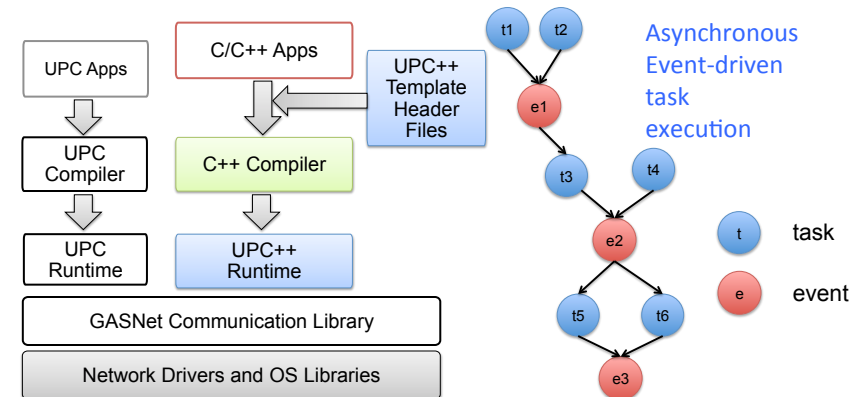 UPC Apps
C/C++ Apps
UPC++
Template
Header
Files
UPC
Compiler
C++ Compiler
UPC
Runtime
UPC++
Runtime
GASNet Communication Library
Network Drivers and OS Libraries
t1
t2
Asynchronous
Event-driven
task
execution
e1
t3
t4
e2
t
task
e
event
t5
t6
e3